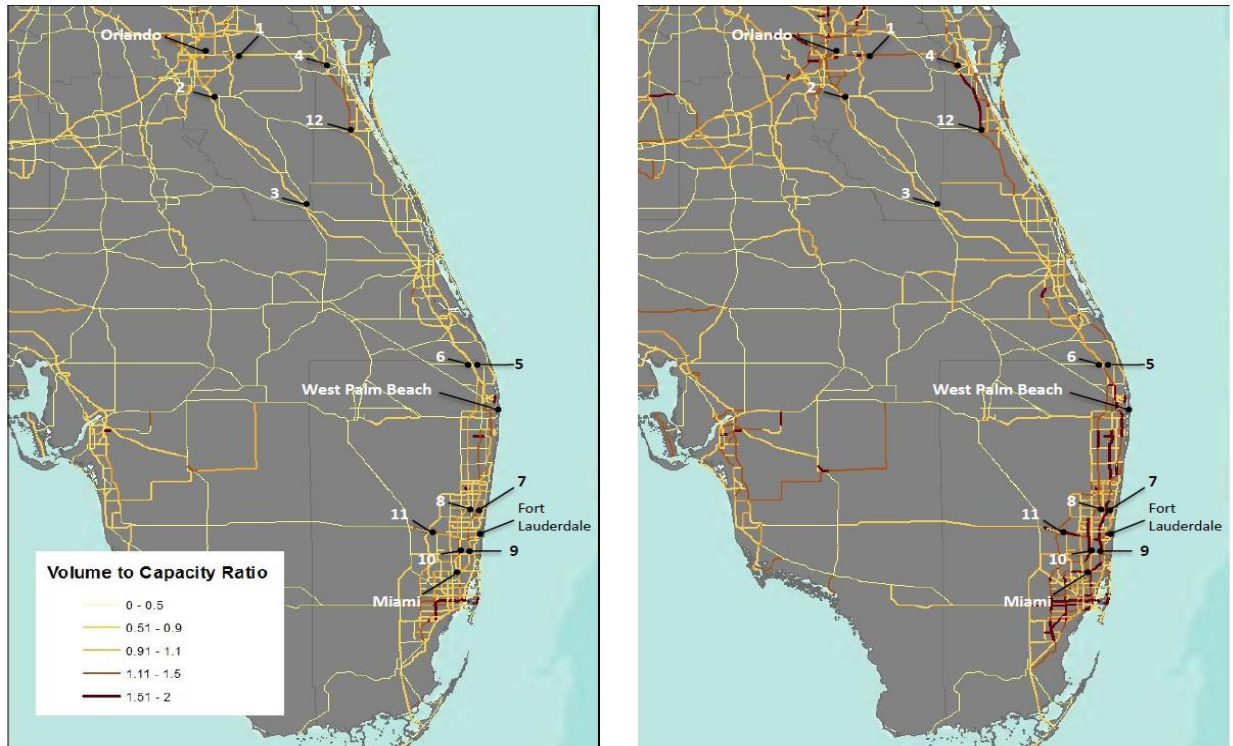 Orlando
1
4
2
12
3
6
5
West Palm Beach
7
8
Fort
Lauderdale
11
10
9
Miami
Volume to Capacity Ratio
0 - 0.5
0.51 - 0.9
0.91 - 1.1
1.11 - 1.5
1.51 - 2
Orlando
1
4
2
12
3
6
5
West Palm Beach
7
8
Fort
Lauderdale
11
10
9
Miami